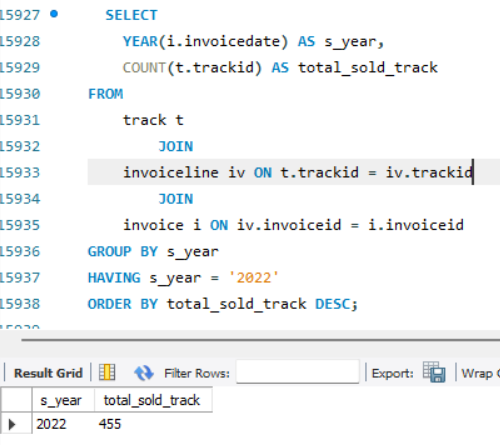 15927 SELECT
15928 YEAR(i.invoicedate) AS s_year,
15929 COUNT(t.trackid) AS total_sold_track
15930 FROM
15931 track t
15932 JOIN
15933 invoiceline iv ON t.trackid = iv.trackid
15934 JOIN
15935 invoice i ON iv.invoiceid = i.invoiceid
15936 GROUP BY s_year
15937 HAVING s_year = '2022'
15938 ORDER BY total_sold_track DESC;
Result Grid Filter Rows: Export: Wrap
s_year total_sold_track
2022 455